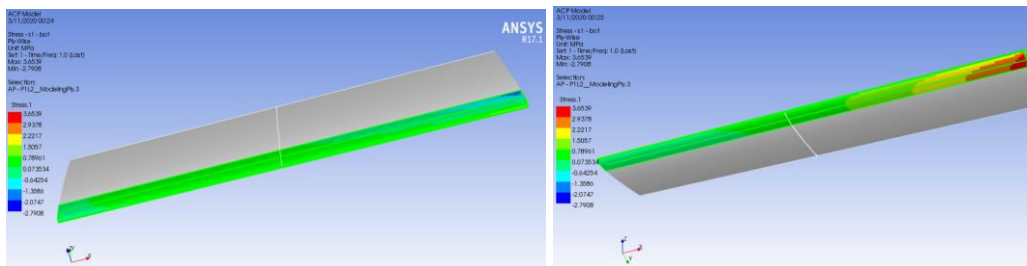 ACP Model
3/11/2020 00:24
Stress - s1 - bot
Ply-Wise
Unit: MPa
Set: 1 - Time/Freq: 1.0 (Last)
Max: 3.6539
Min: -2.7908
Selection:
AP - P1L2__ModelingPly.3
Stress.1
3.6539
2.9378
2.2217
1.5057
0.78961
0.073534
-0.64254
-1.3586
-2.0747
-2.7908
ANSYS
R17.1
ZY
X
ACP Model
3/11/2020 00:25
Stress - s1 - bot
Ply-Wise
Unit: MPa
Set: 1 - Time/Freq: 1.0 (Last)
Max: 3.6539
Min: -2.7908
Selection:
AP - P1L2__ModelingPly.3
Stress.1
3.6539
2.9378
2.2217
1.5057
0.78961
0.073534
-0.64254
-1.3586
-2.0747
-2.7908
Z
X
Y